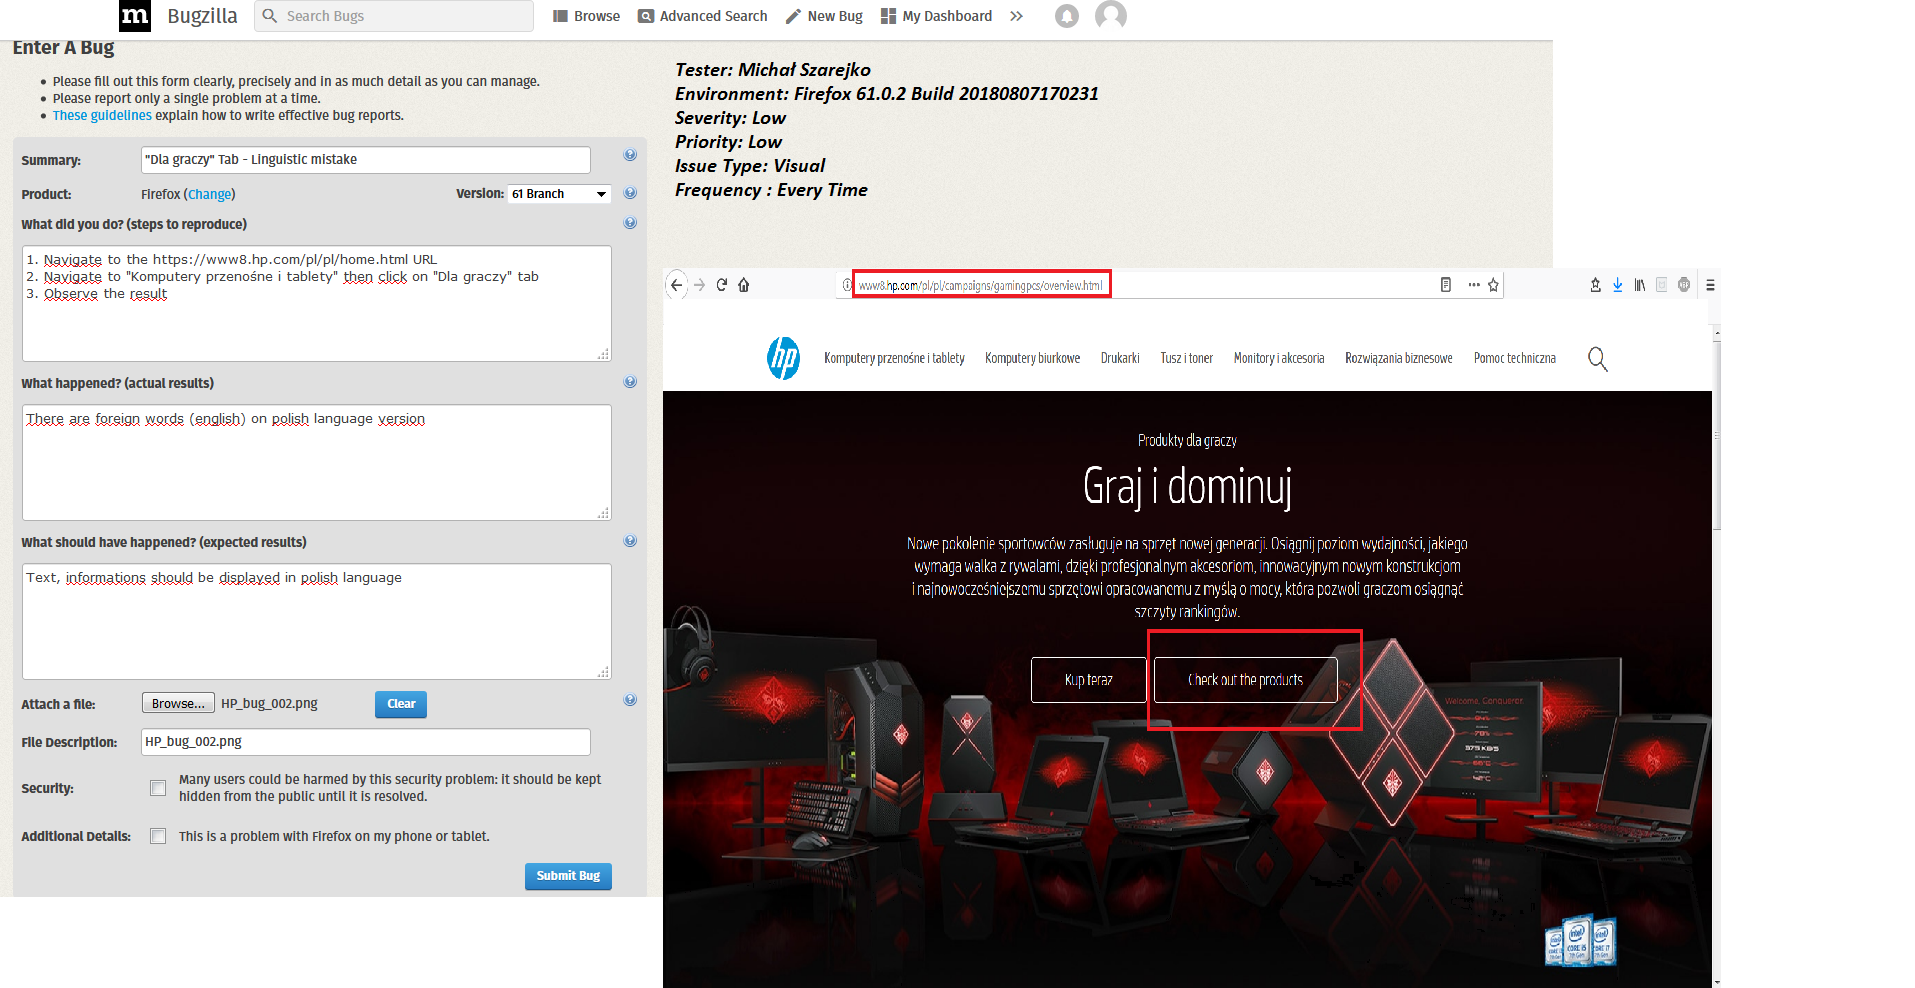 m Bugzilla Search Bugs Browse Advanced Search New Bug My Dashboard »
Enter A Bug
• Please fill out this form clearly, precisely and in as much detail as you can manage.
• Please report only a single problem at a time.
• These guidelines explain how to write effective bug reports.
Summary: "Dla graczy" Tab - Linguistic mistake
Product: Firefox (Change) Version: 61 Branch
What did you do? (steps to reproduce)
1. Navigate to the https://www8.hp.com/pl/pl/home.html URL
2. Navigate to "Komputery przenośne i tablety" then click on "Dla graczy" tab
3. Observe the result
What happened? (actual results)
There are foreign words (english) on polish language version
What should have happened? (expected results)
Text, informations should be displayed in polish language
Attach a file: Browse... HP_bug_002.png Clear
File Description: HP_bug_002.png
Security: Many users could be harmed by this security problem: it should be kept
hidden from the public until it is resolved.
Additional Details: This is a problem with Firefox on my phone or tablet.
Submit Bug
Tester: Michał Szarejko
Environment: Firefox 61.0.2 Build 20180807170231
Severity: Low
Priority: Low
Issue Type: Visual
Frequency : Every Time
www8.hp.com/pl/pl/campaigns/gamingpcs/overview.html
hp Komputery przenośne i tablety Komputery biurkowe Drukarki Tusz i toner Monitory i akcesoria Rozwiązania biznesowe Pomoc techniczna
Produkty dla graczy
Graj i dominuj
Nowe pokolenie sportowców zasługuje na sprzęt nowej generacji. Osiągnij poziom wydajności, jakiego
wymaga walka z rywalami, dzięki profesjonalnym akcesoriom, innowacyjnym nowym konstrukcjom
i najnowocześniejszemu sprzętowi opracowanemu z myślą o mocy, która pozwoli graczom osiągnąć
szczyty rankingów.
Kup teraz Check out the products
Welcome, Conqueror.
intel CORE i5 7th Gen